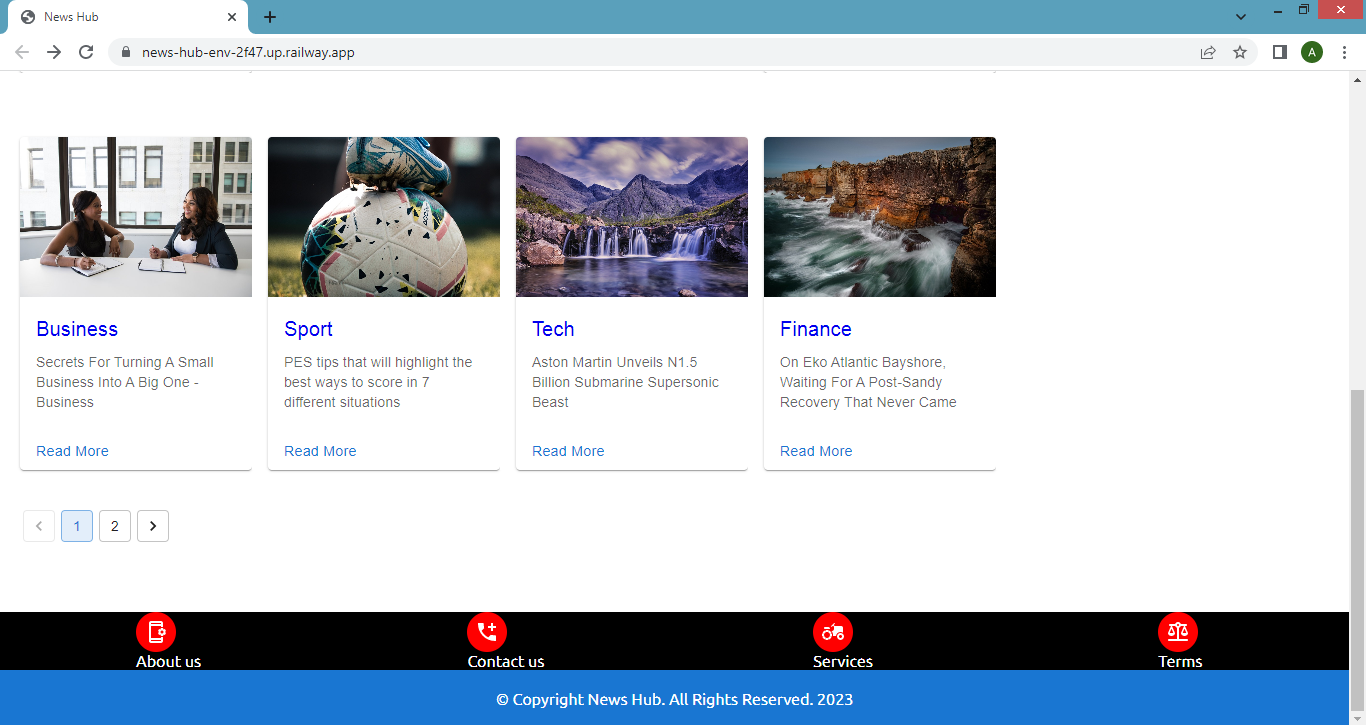 News Hub
news-hub-env-2f47.up.railway.app
A
Business
Secrets For Turning A Small
Business Into A Big One -
Business
Read More
Sport
PES tips that will highlight the
best ways to score in 7
different situations
Read More
Tech
Aston Martin Unveils N1.5
Billion Submarine Supersonic
Beast
Read More
Finance
On Eko Atlantic Bayshore,
Waiting For A Post-Sandy
Recovery That Never Came
Read More
1 2
About us
Contact us
Services
Terms
© Copyright News Hub. All Rights Reserved. 2023